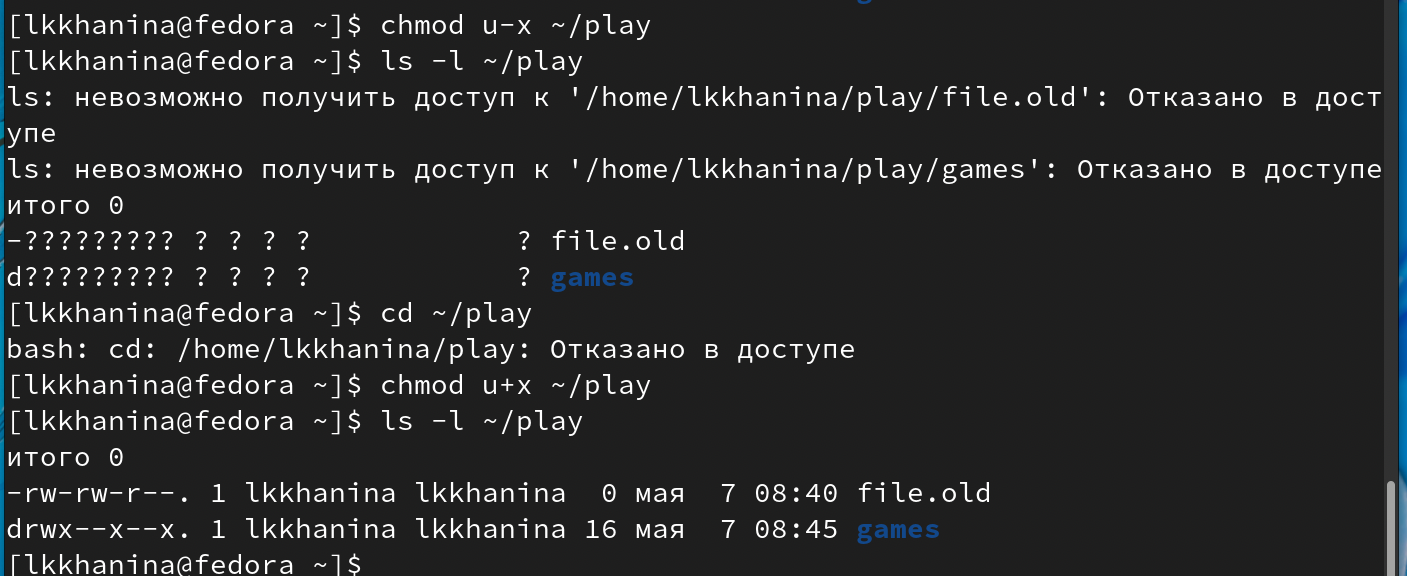 [lkkhanina@fedora ~]$ chmod u-x ~/play
[lkkhanina@fedora ~]$ ls -l ~/play
ls: невозможно получить доступ к '/home/lkkhanina/play/file.old': Отказано в дост
упе
ls: невозможно получить доступ к '/home/lkkhanina/play/games': Отказано в доступе
итого 0
-????????? ? ? ? ?            ? file.old
d????????? ? ? ? ?            ? games
[lkkhanina@fedora ~]$ cd ~/play
bash: cd: /home/lkkhanina/play: Отказано в доступе
[lkkhanina@fedora ~]$ chmod u+x ~/play
[lkkhanina@fedora ~]$ ls -l ~/play
итого 0
-rw-rw-r--. 1 lkkhanina lkkhanina  0 мая  7 08:40 file.old
drwx--x--x. 1 lkkhanina lkkhanina 16 мая  7 08:45 games
[lkkhanina@fedora ~]$